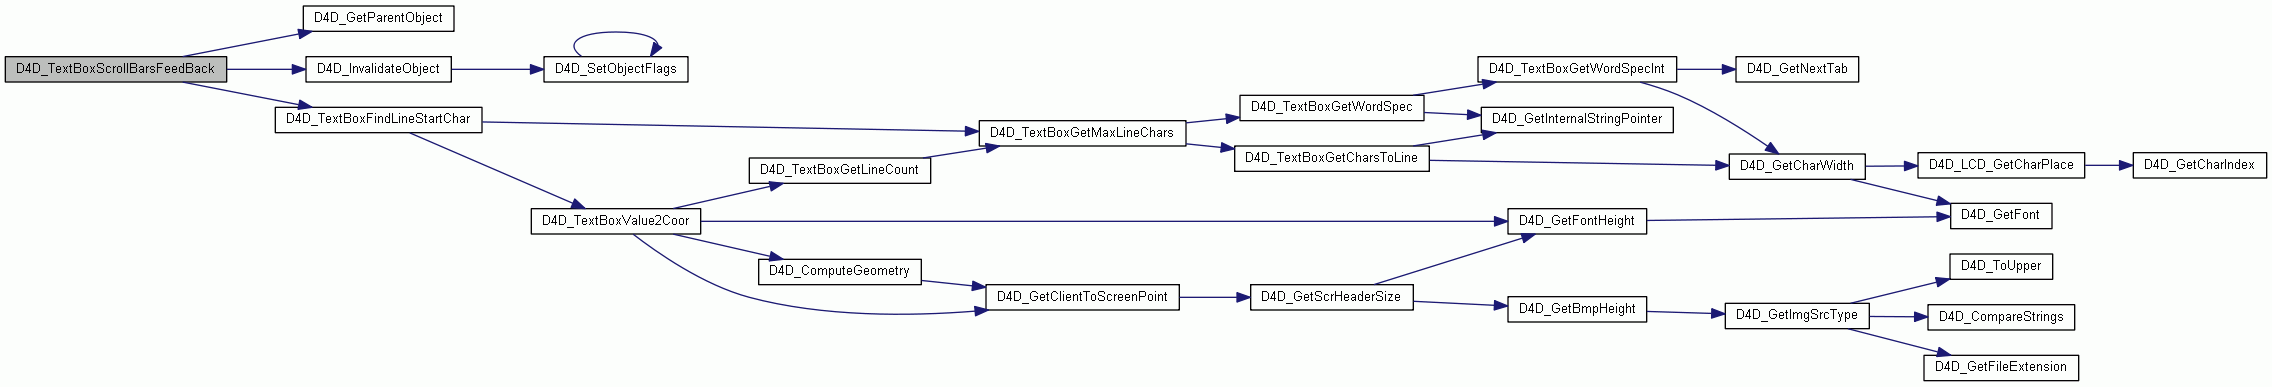 D4D_TextBoxScrollBarsFeedBack
D4D_GetParentObject
D4D_InvalidateObject
D4D_SetObjectFlags
D4D_TextBoxFindLineStartChar
D4D_TextBoxGetMaxLineChars
D4D_TextBoxGetLineCount
D4D_TextBoxValue2Coor
D4D_ComputeGeometry
D4D_GetClientToScreenPoint
D4D_TextBoxGetWordSpec
D4D_TextBoxGetCharsToLine
D4D_TextBoxGetWordSpecInt
D4D_GetInternalStringPointer
D4D_GetNextTab
D4D_GetCharWidth
D4D_LCD_GetCharPlace
D4D_GetCharIndex
D4D_GetFont
D4D_GetFontHeight
D4D_GetScrHeaderSize
D4D_GetBmpHeight
D4D_GetImgSrcType
D4D_ToUpper
D4D_CompareStrings
D4D_GetFileExtension